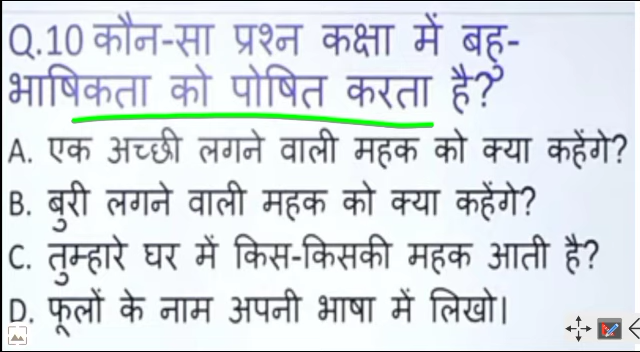 Q.10 कौन-सा प्रश्न कक्षा में बहु-
भाषिकता को पोषित करता है?
A. एक अच्छी लगने वाली महक को क्या कहेंगे?
B. बुरी लगने वाली महक को क्या कहेंगे?
C. तुम्हारे घर में किस-किसकी महक आती है?
D. फूलों के नाम अपनी भाषा में लिखो।